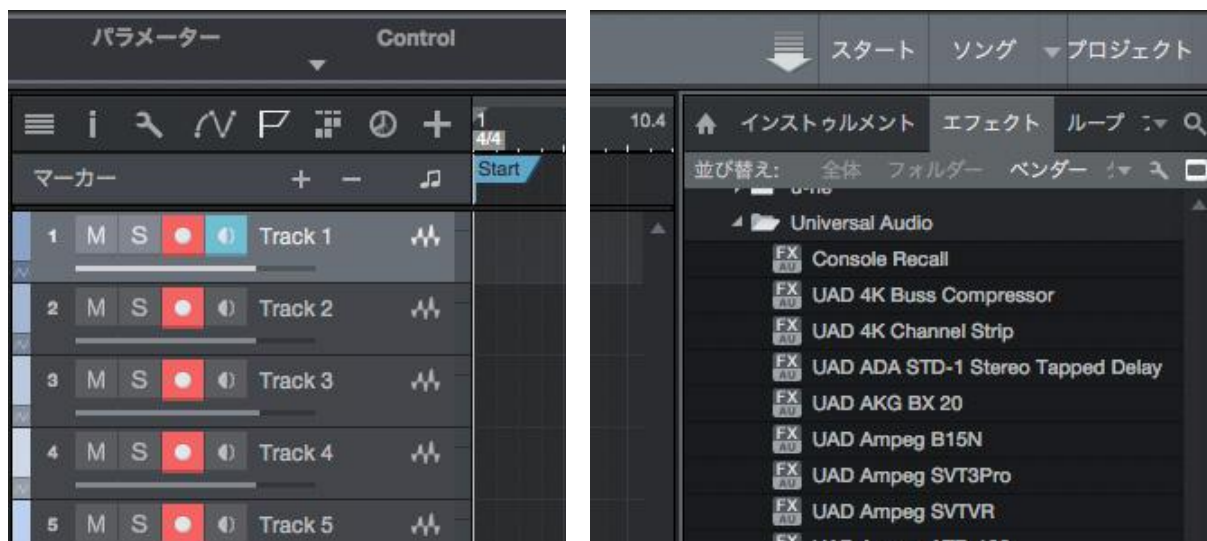 パラメーター Control
1
4/4
マーカー + − Start
1 M S Track 1
2 M S Track 2
3 M S Track 3
4 M S Track 4
5 M S Track 5
スタート ソング プロジェクト
10.4 インストゥルメント エフェクト ループ
並び替え: 全体 フォルダー ベンダー
Universal Audio
FX AU Console Recall
FX AU UAD 4K Buss Compressor
FX AU UAD 4K Channel Strip
FX AU UAD ADA STD-1 Stereo Tapped Delay
FX AU UAD AKG BX 20
FX AU UAD Ampeg B15N
FX AU UAD Ampeg SVT3Pro
FX AU UAD Ampeg SVTVR